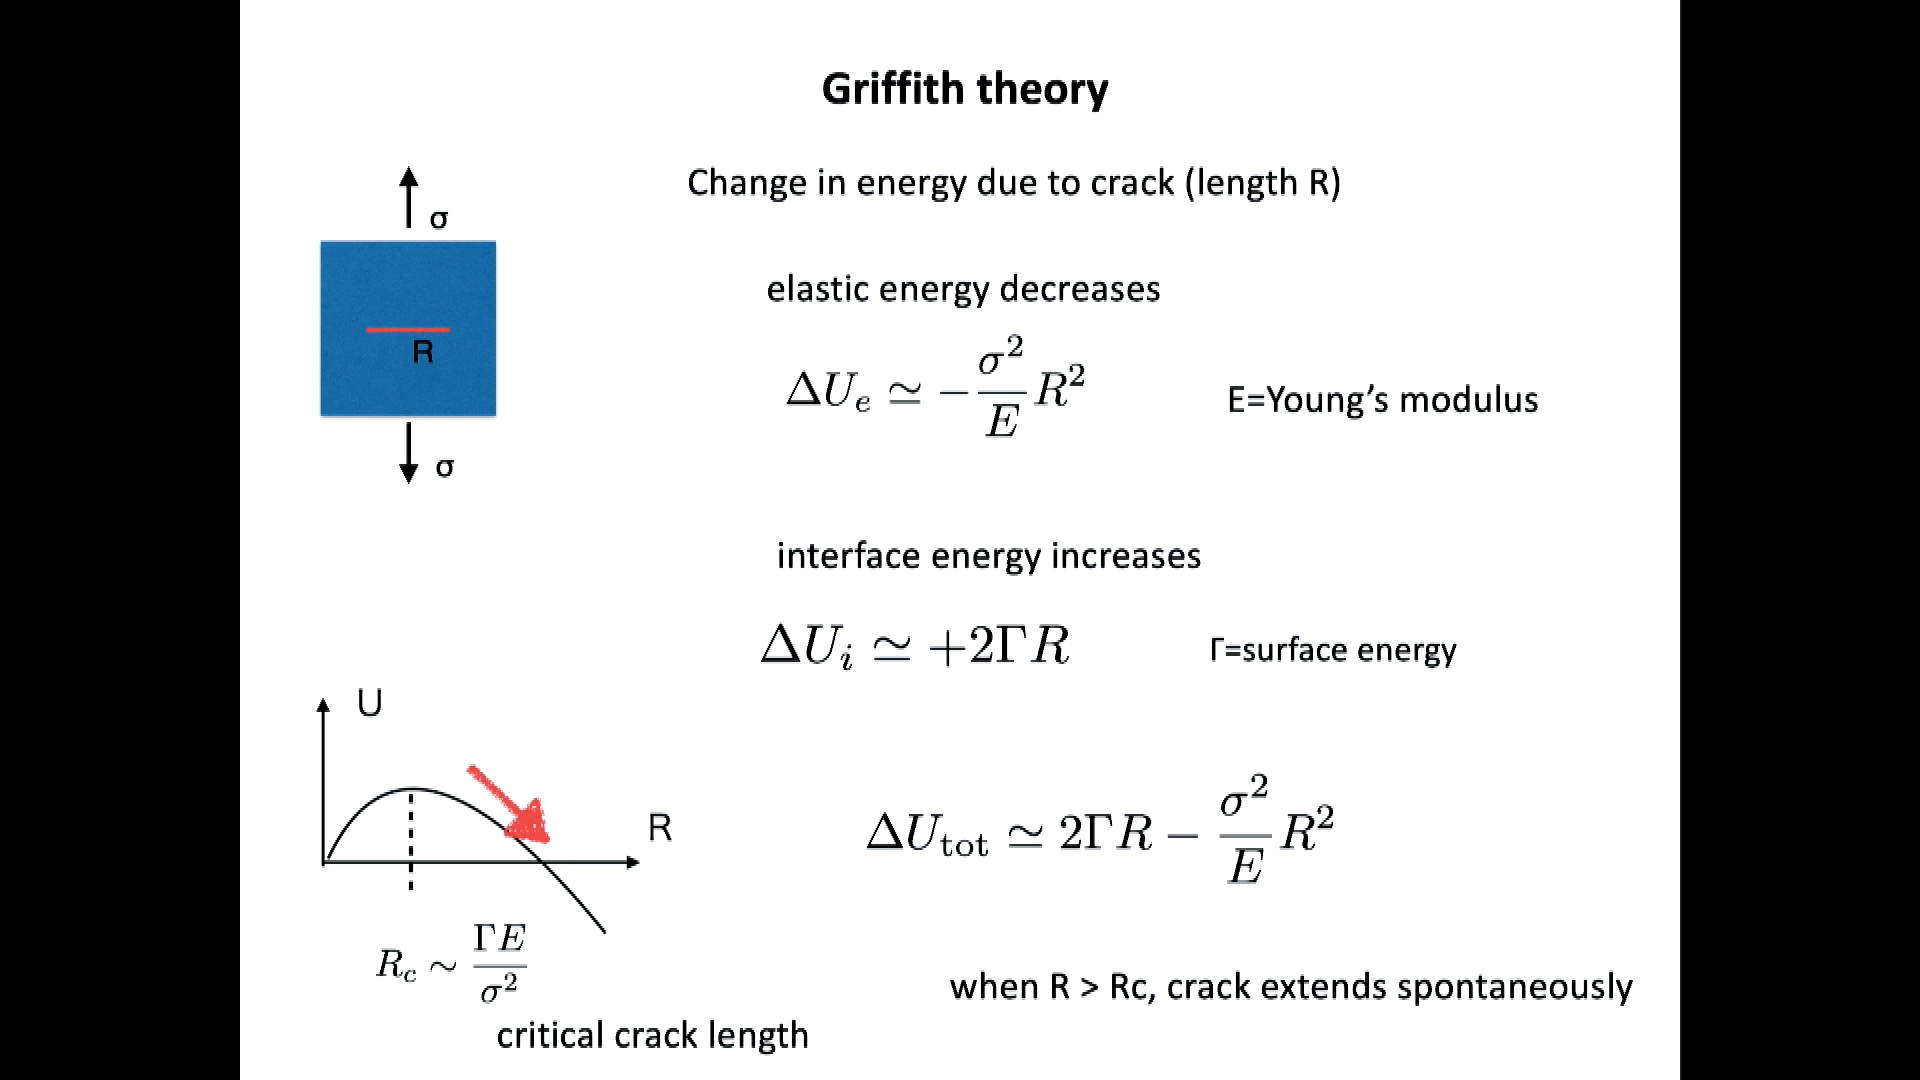 Griffith theory
Change in energy due to crack (length R)
σ
R
σ
elastic energy decreases
ΔU_e ≃ −σ²/E R²
E=Young's modulus
interface energy increases
ΔU_i ≃ +2ΓR
Γ=surface energy
U
R
ΔU_tot ≃ 2ΓR − σ²/E R²
R_c ~ ΓE/σ²
when R > Rc, crack extends spontaneously
critical crack length